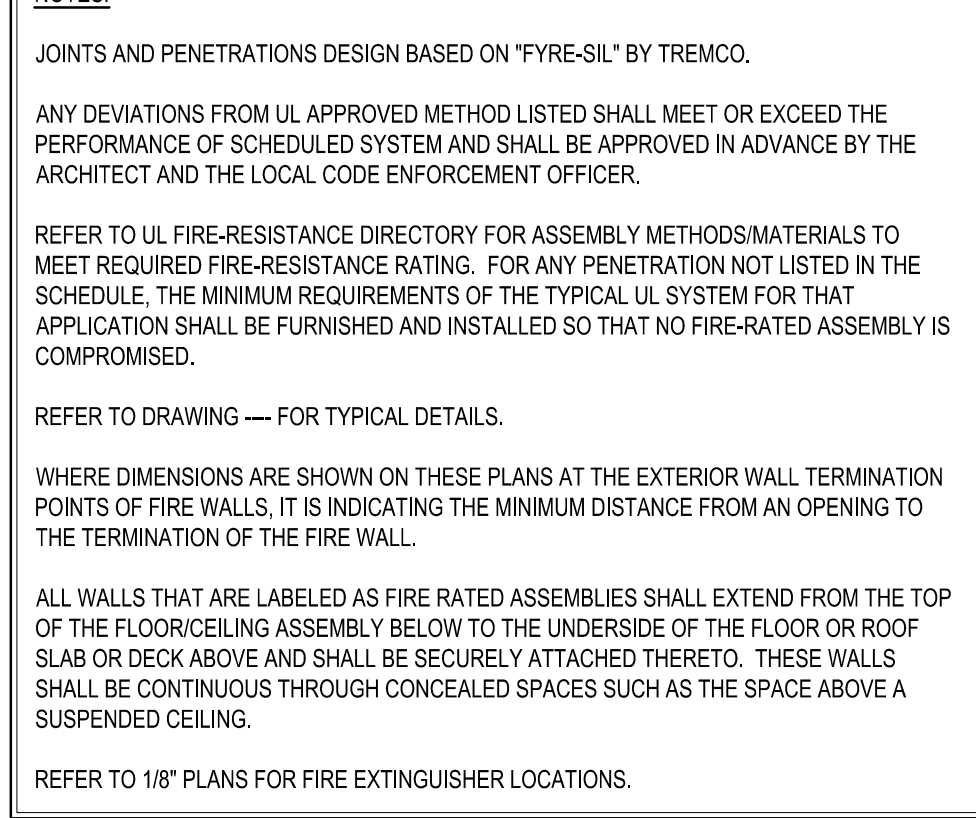 NOTES:
JOINTS AND PENETRATIONS DESIGN BASED ON "FYRE-SIL" BY TREMCO.
ANY DEVIATIONS FROM UL APPROVED METHOD LISTED SHALL MEET OR EXCEED THE
PERFORMANCE OF SCHEDULED SYSTEM AND SHALL BE APPROVED IN ADVANCE BY THE
ARCHITECT AND THE LOCAL CODE ENFORCEMENT OFFICER.
REFER TO UL FIRE-RESISTANCE DIRECTORY FOR ASSEMBLY METHODS/MATERIALS TO
MEET REQUIRED FIRE-RESISTANCE RATING. FOR ANY PENETRATION NOT LISTED IN THE
SCHEDULE, THE MINIMUM REQUIREMENTS OF THE TYPICAL UL SYSTEM FOR THAT
APPLICATION SHALL BE FURNISHED AND INSTALLED SO THAT NO FIRE-RATED ASSEMBLY IS
COMPROMISED.
REFER TO DRAWING ---- FOR TYPICAL DETAILS.
WHERE DIMENSIONS ARE SHOWN ON THESE PLANS AT THE EXTERIOR WALL TERMINATION
POINTS OF FIRE WALLS, IT IS INDICATING THE MINIMUM DISTANCE FROM AN OPENING TO
THE TERMINATION OF THE FIRE WALL.
ALL WALLS THAT ARE LABELED AS FIRE RATED ASSEMBLIES SHALL EXTEND FROM THE TOP
OF THE FLOOR/CEILING ASSEMBLY BELOW TO THE UNDERSIDE OF THE FLOOR OR ROOF
SLAB OR DECK ABOVE AND SHALL BE SECURELY ATTACHED THERETO. THESE WALLS
SHALL BE CONTINUOUS THROUGH CONCEALED SPACES SUCH AS THE SPACE ABOVE A
SUSPENDED CEILING.
REFER TO 1/8" PLANS FOR FIRE EXTINGUISHER LOCATIONS.